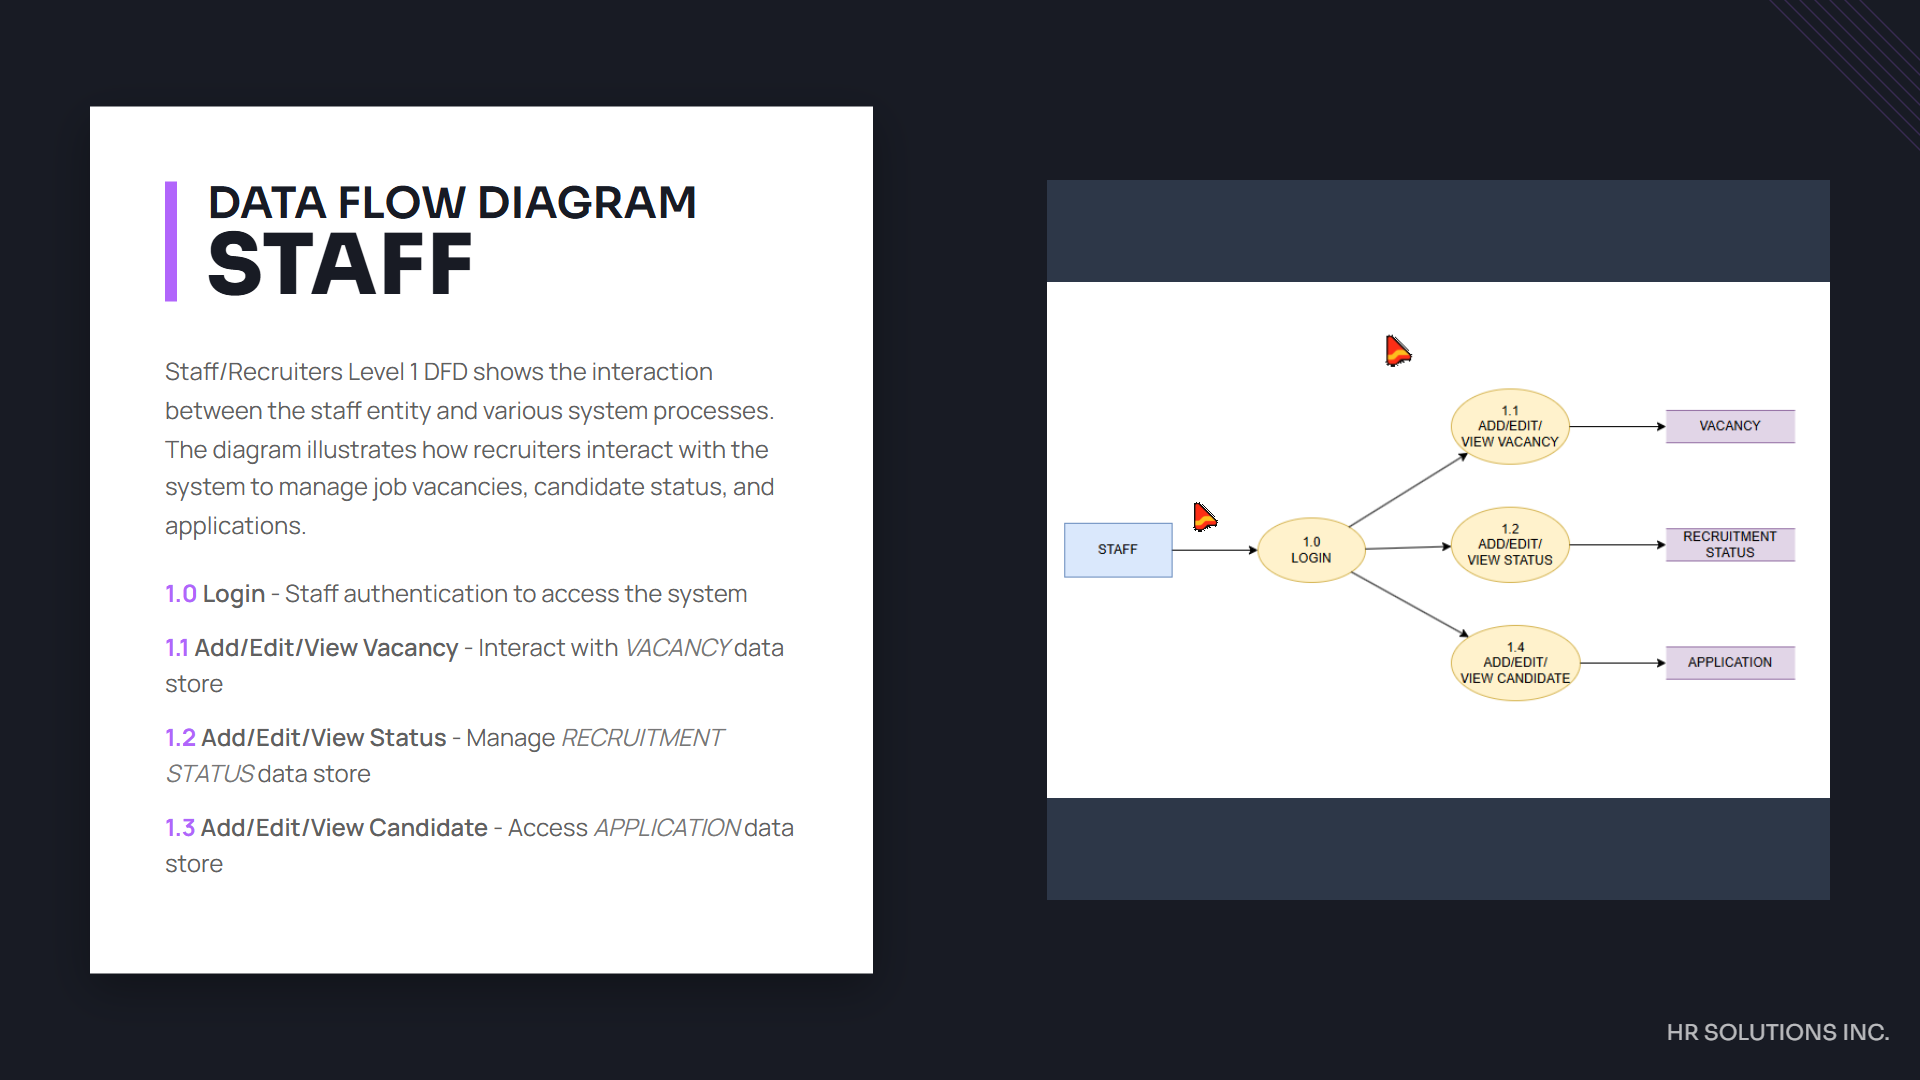 DATA FLOW DIAGRAM
STAFF
Staff/Recruiters Level 1 DFD shows the interaction
between the staff entity and various system processes.
The diagram illustrates how recruiters interact with the
system to manage job vacancies, candidate status, and
applications.
1.0 Login - Staff authentication to access the system
1.1 Add/Edit/View Vacancy - Interact with VACANCY data
store
1.2 Add/Edit/View Status - Manage RECRUITMENT
STATUS data store
1.3 Add/Edit/View Candidate - Access APPLICATION data
store
STAFF
1.0
LOGIN
1.1
ADD/EDIT/
VIEW VACANCY
VACANCY
1.2
ADD/EDIT/
VIEW STATUS
RECRUITMENT
STATUS
1.4
ADD/EDIT/
VIEW CANDIDATE
APPLICATION
HR SOLUTIONS INC.